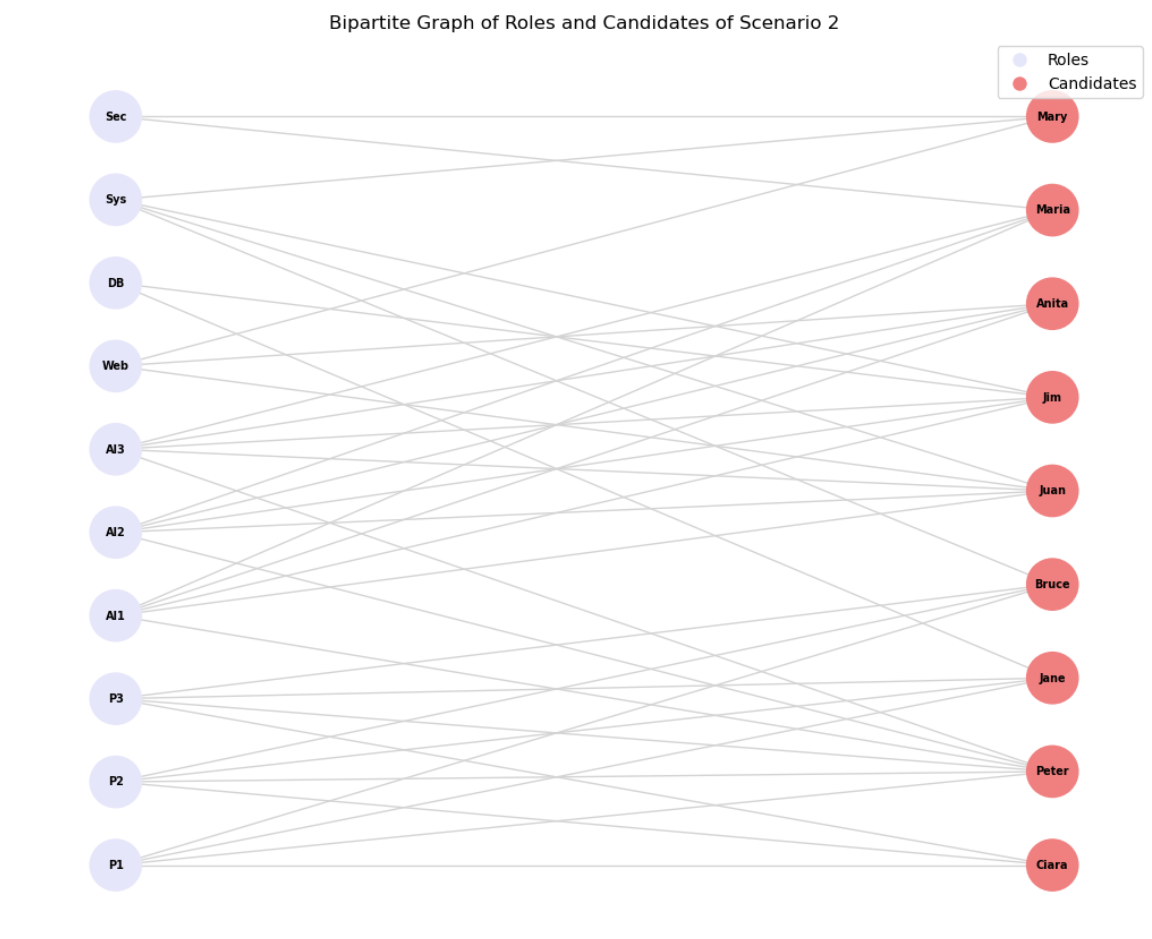 Bipartite Graph of Roles and Candidates of Scenario 2
Roles
Candidates
Sec
Mary
Sys
Maria
DB
Anita
Web
Jim
AI3
Juan
AI2
Bruce
AI1
Jane
P3
Peter
P2
Ciara
P1